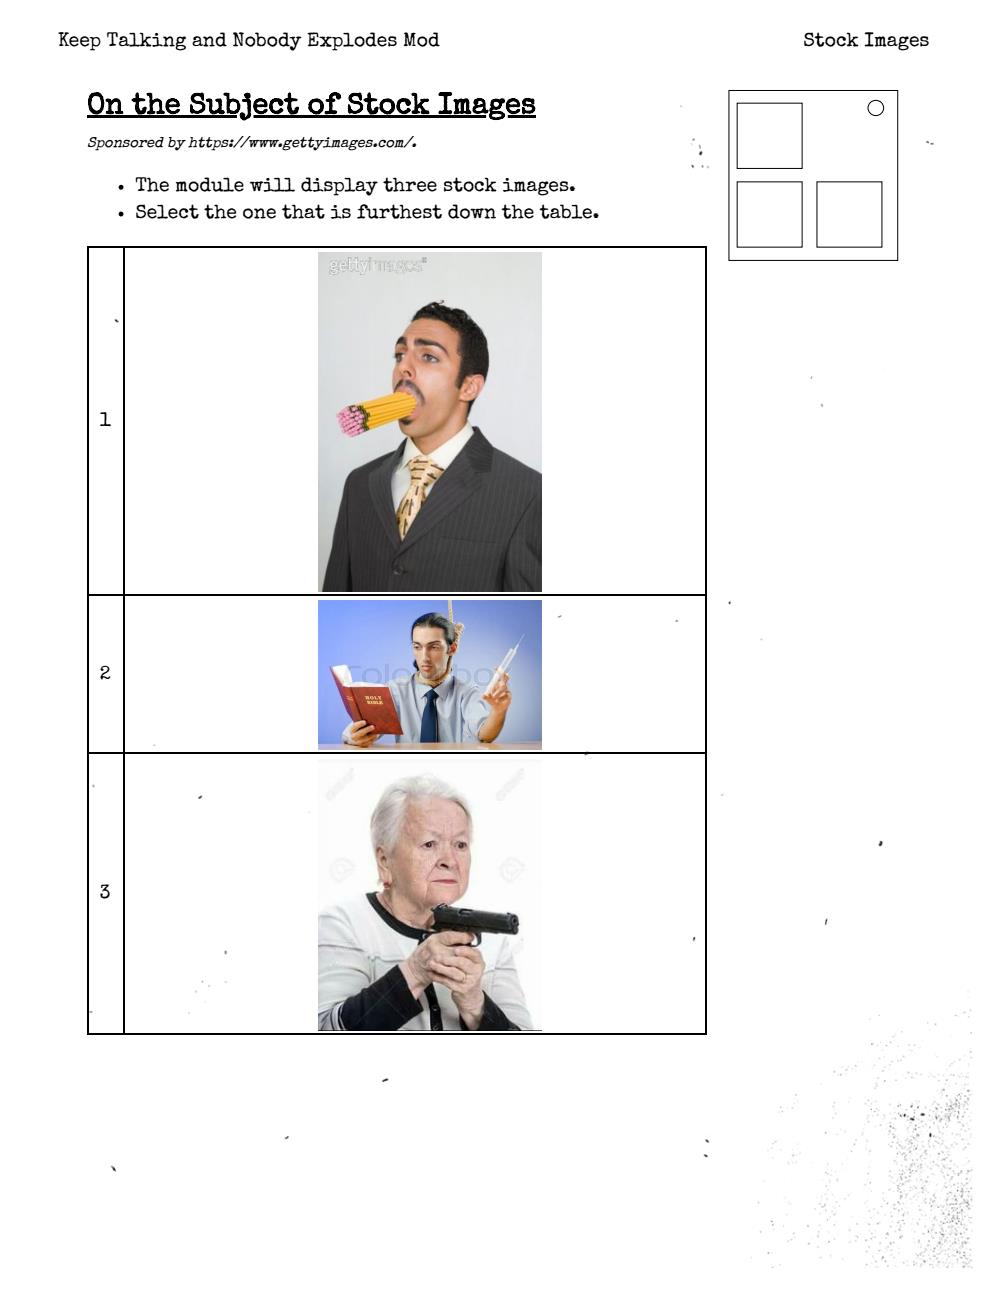 Keep Talking and Nobody Explodes Mod
Stock Images
On the Subject of Stock Images
Sponsored by https://www.gettyimages.com/.
• The module will display three stock images.
• Select the one that is furthest down the table.
1
gettyimages®
2
Colourbox
HOLY
BIBLE
3